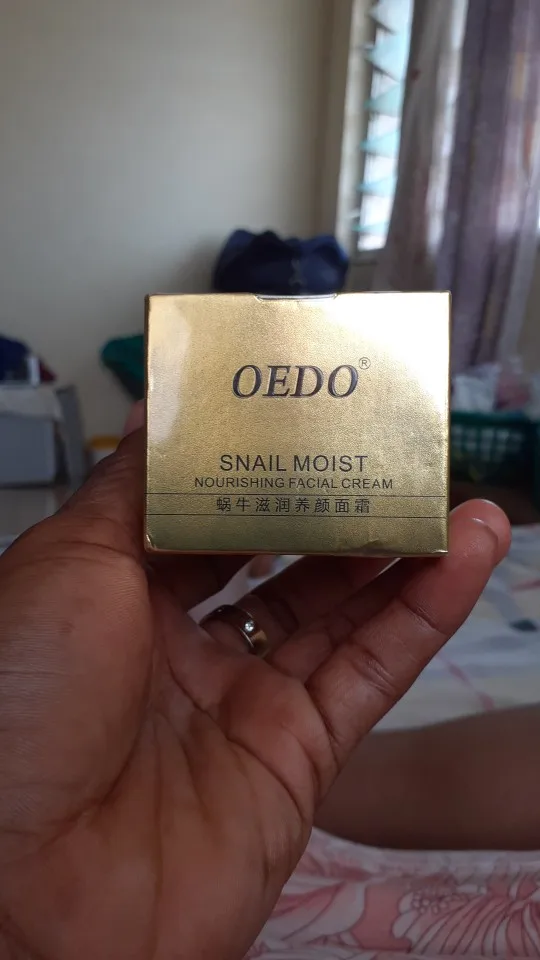 OEDO®
SNAIL MOIST
NOURISHING FACIAL CREAM
蜗牛滋润养颜面霜